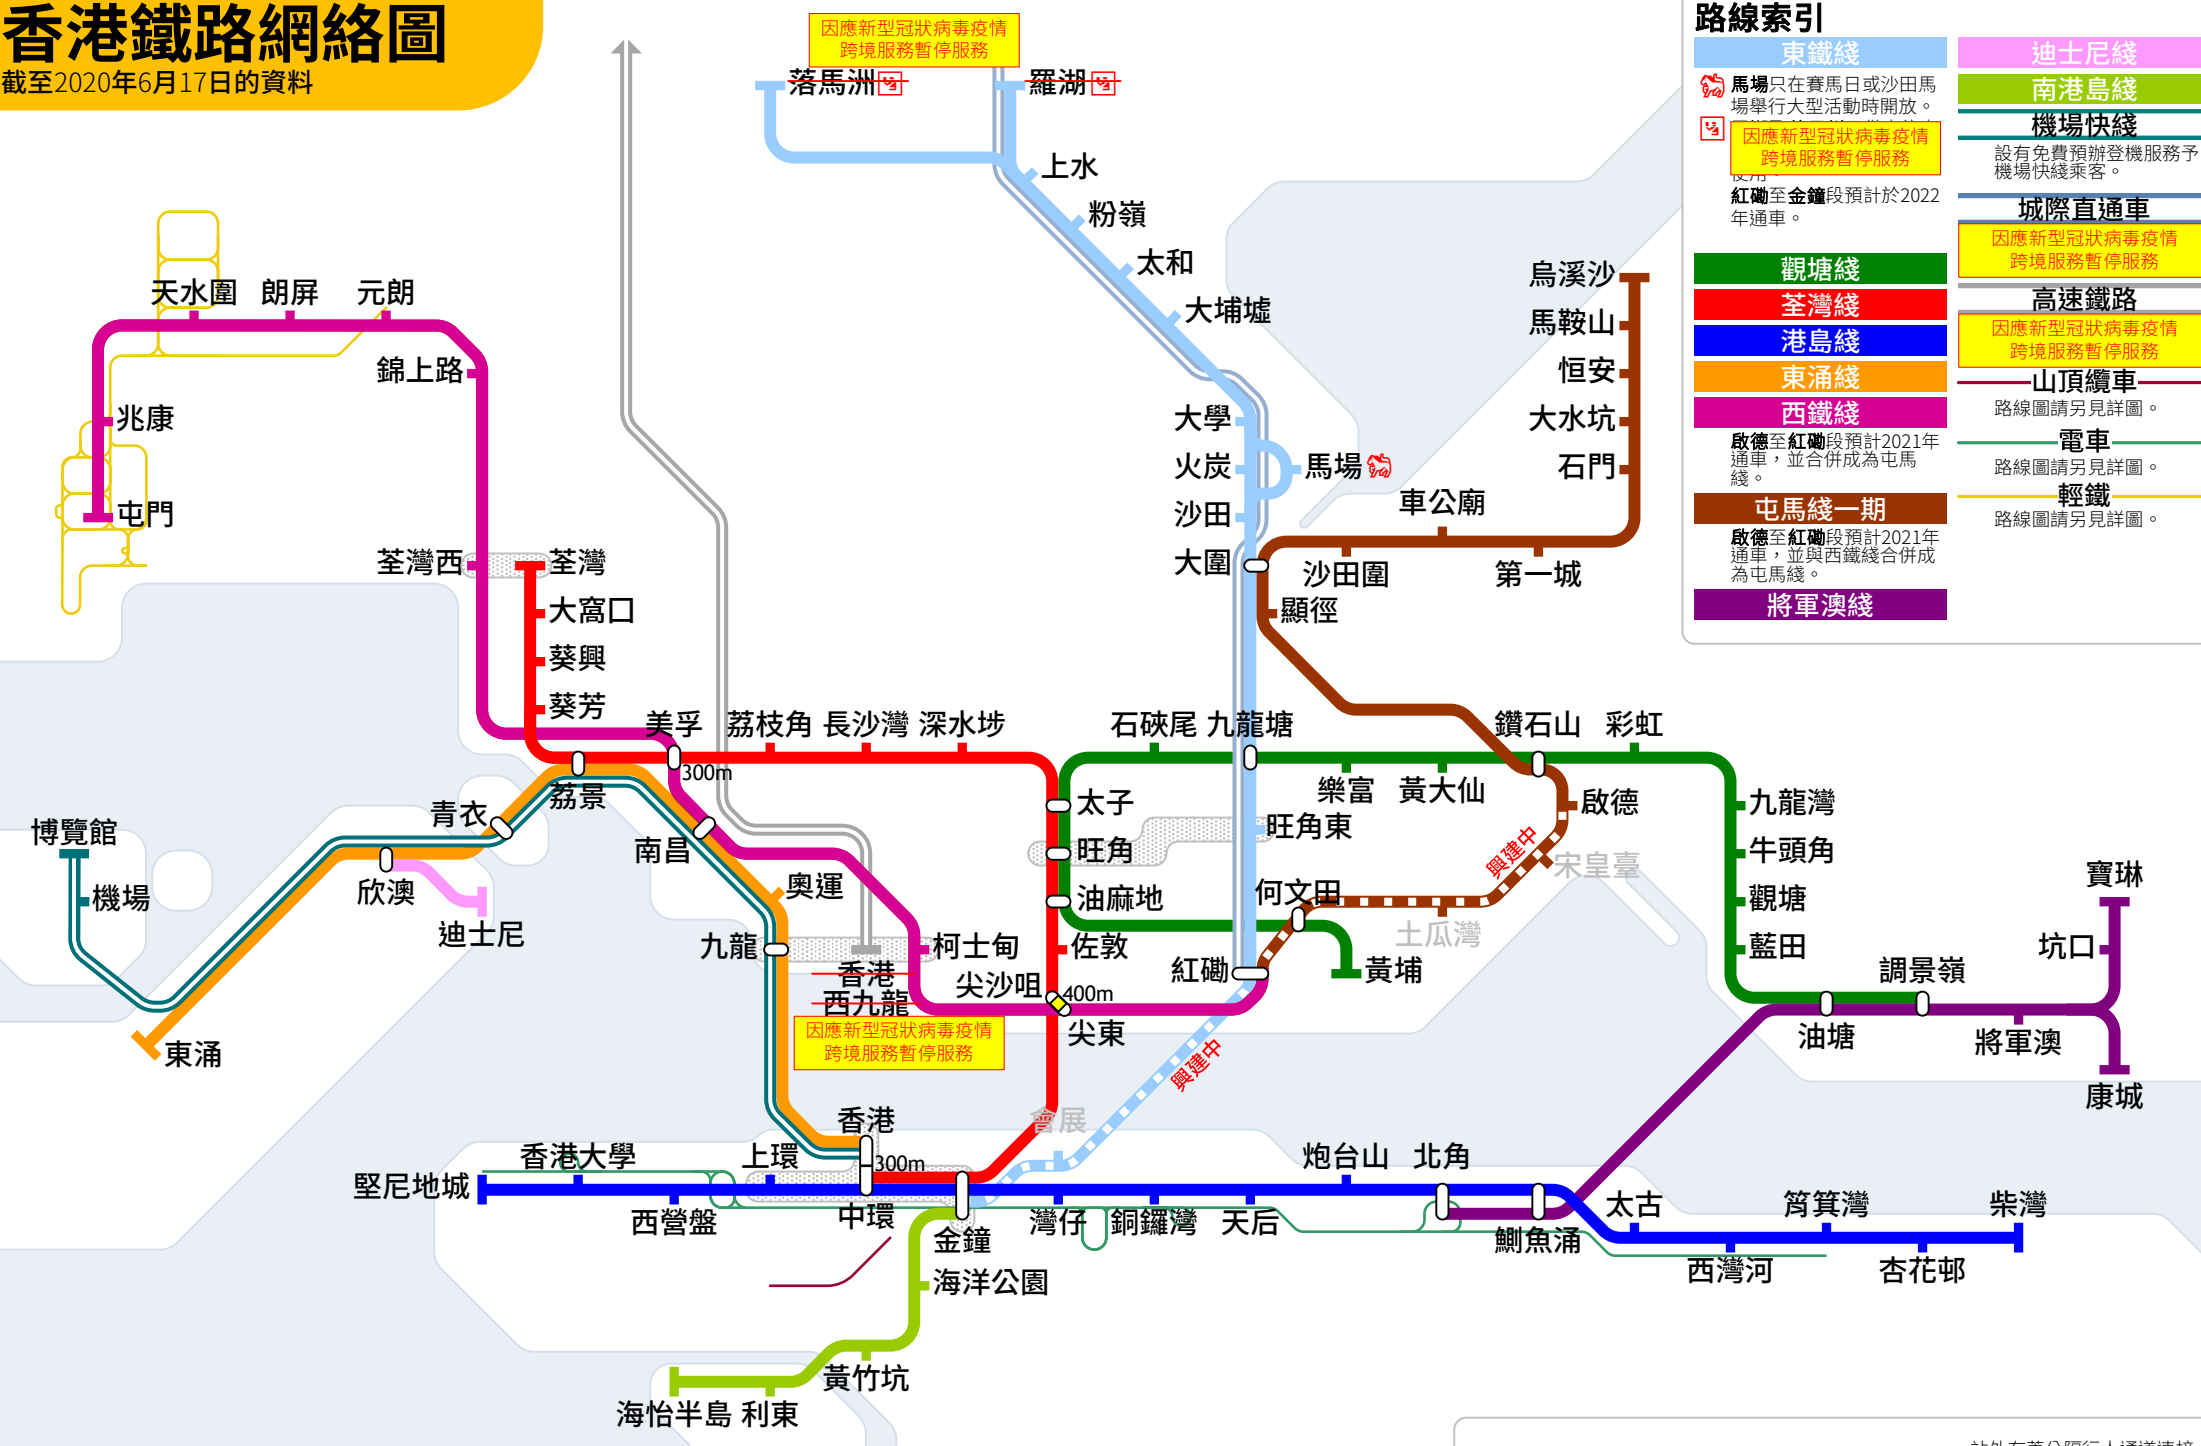 香港鐵路網絡圖
截至2020年6月17日的資料
因應新型冠狀病毒疫情
跨境服務暫停服務
落馬洲
羅湖
上水
粉嶺
太和
大埔墟
大學
火炭
馬場
沙田
大圍
烏溪沙
馬鞍山
恒安
大水坑
石門
車公廟
沙田圍
第一城
顯徑
天水圍
朗屏
元朗
錦上路
兆康
屯門
荃灣西
荃灣
大窩口
葵興
葵芳
美孚
300m
荔枝角
長沙灣
深水埗
石硤尾
九龍塘
鑽石山
彩虹
荔景
青衣
南昌
太子
樂富
黃大仙
啟德
九龍灣
旺角東
旺角
興建中
宋皇臺
牛頭角
博覽館
機場
欣澳
迪士尼
奧運
油麻地
何文田
土瓜灣
觀塘
寶琳
九龍
柯士甸
佐敦
紅磡
黃埔
藍田
坑口
香港
西九龍
因應新型冠狀病毒疫情
跨境服務暫停服務
尖沙咀
400m
尖東
調景嶺
油塘
將軍澳
康城
東涌
興建中
會展
香港
300m
堅尼地城
香港大學
西營盤
上環
中環
金鐘
灣仔
銅鑼灣
天后
炮台山
北角
鰂魚涌
太古
西灣河
筲箕灣
杏花邨
柴灣
海洋公園
黃竹坑
利東
海怡半島
路線索引
東鐵綫
馬場只在賽馬日或沙田馬
場舉行大型活動時開放。
因應新型冠狀病毒疫情
跨境服務暫停服務
使用。
紅磡至金鐘段預計於2022
年通車。
觀塘綫
荃灣綫
港島綫
東涌綫
西鐵綫
啟德至紅磡段預計2021年
通車，並合併成為屯馬
綫。
屯馬綫一期
啟德至紅磡段預計2021年
通車，並與西鐵綫合併成
為屯馬綫。
將軍澳綫
迪士尼綫
南港島綫
機場快綫
設有免費預辦登機服務予
機場快綫乘客。
城際直通車
因應新型冠狀病毒疫情
跨境服務暫停服務
高速鐵路
因應新型冠狀病毒疫情
跨境服務暫停服務
山頂纜車
路線圖請另見詳圖。
電車
路線圖請另見詳圖。
輕鐵
路線圖請另見詳圖。